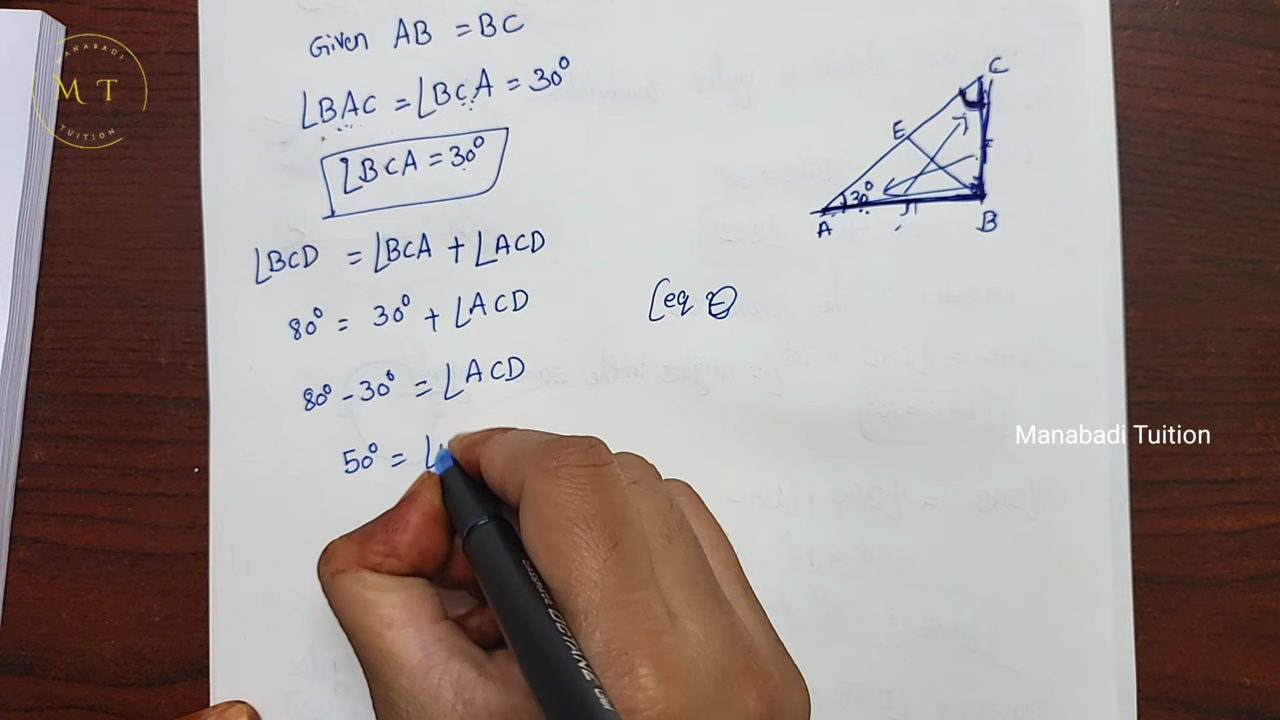 MANABADI
M T
TUITION
Given AB = BC
∠BAC = ∠BCA = 30°
∠BCA = 30°
∠BCD = ∠BCA + ∠ACD
80° = 30° + ∠ACD
[eq ②
80° - 30° = ∠ACD
50° = ∠
C
E
30°
A
B
Manabadi Tuition